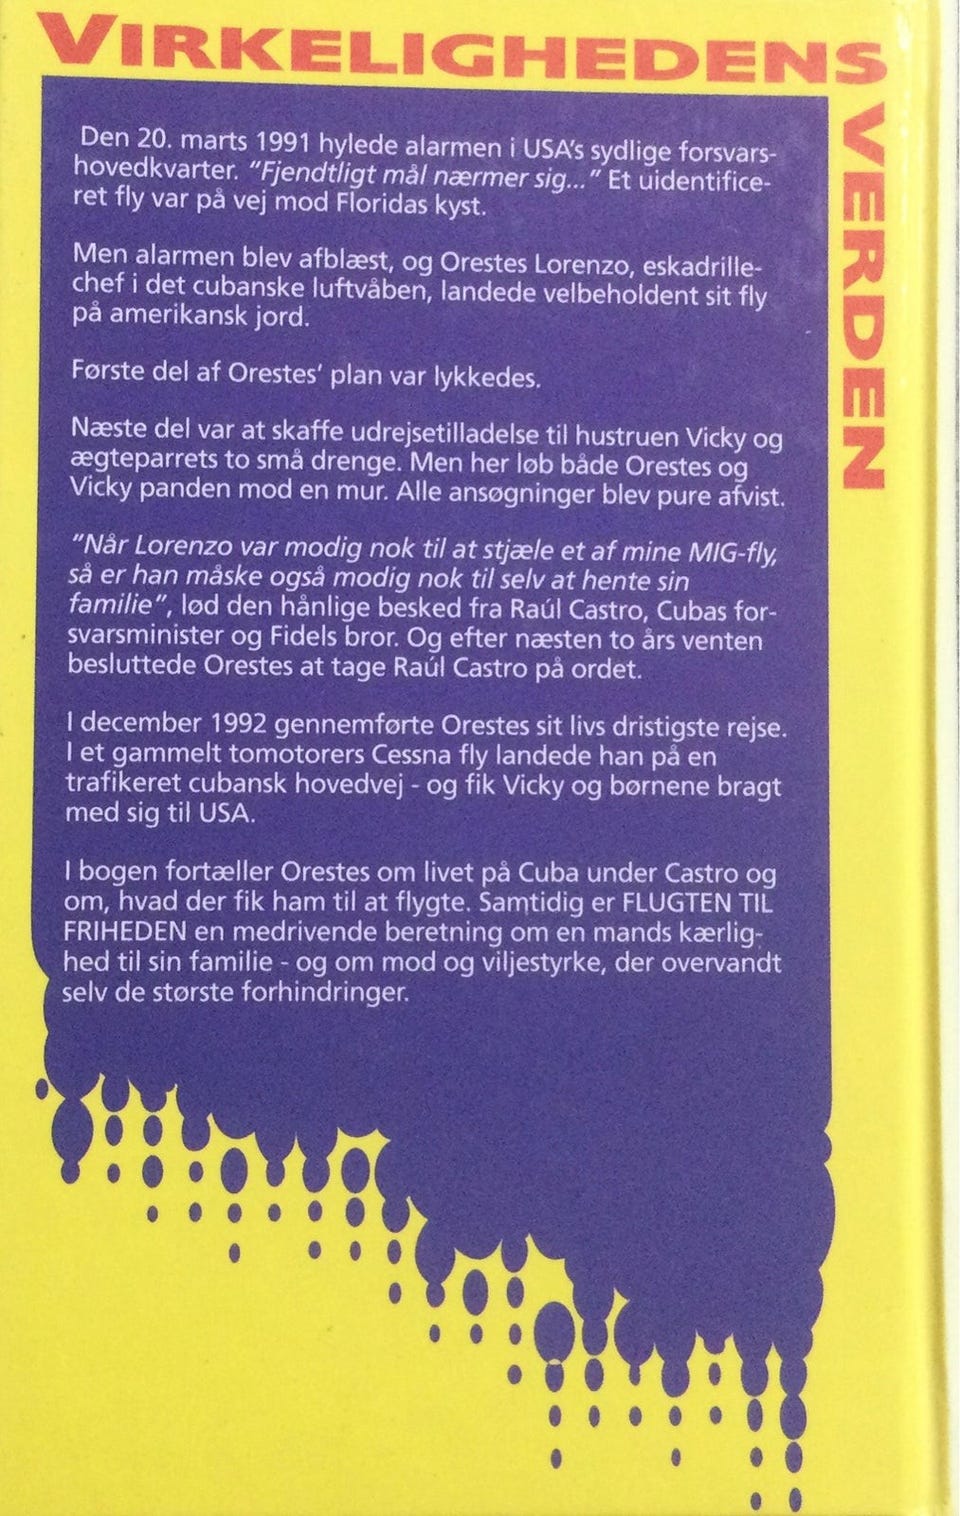 VIRKELIGHEDENS
VERDEN
Den 20. marts 1991 hylede alarmen i USA's sydlige forsvars-
hovedkvarter. "Fjendtligt mål nærmer sig..." Et uidentifice-
ret fly var på vej mod Floridas kyst.
Men alarmen blev afblæst, og Orestes Lorenzo, eskadrille-
chef i det cubanske luftvåben, landede velbeholdent sit fly
på amerikansk jord.
Første del af Orestes' plan var lykkedes.
Næste del var at skaffe udrejsetilladelse til hustruen Vicky og
ægteparrets to små drenge. Men her løb både Orestes og
Vicky panden mod en mur. Alle ansøgninger blev pure afvist.
"Når Lorenzo var modig nok til at stjæle et af mine MIG-fly,
så er han måske også modig nok til selv at hente sin
familie", lød den hånlige besked fra Raúl Castro, Cubas for-
svarsminister og Fidels bror. Og efter næsten to års venten
besluttede Orestes at tage Raúl Castro på ordet.
I december 1992 gennemførte Orestes sit livs dristigste rejse.
I et gammelt tomotorers Cessna fly landede han på en
trafikeret cubansk hovedvej - og fik Vicky og børnene bragt
med sig til USA.
I bogen fortæller Orestes om livet på Cuba under Castro og
om, hvad der fik ham til at flygte. Samtidig er FLUGTEN TIL
FRIHEDEN en medrivende beretning om en mands kærlig-
hed til sin familie - og om mod og viljestyrke, der overvandt
selv de største forhindringer.